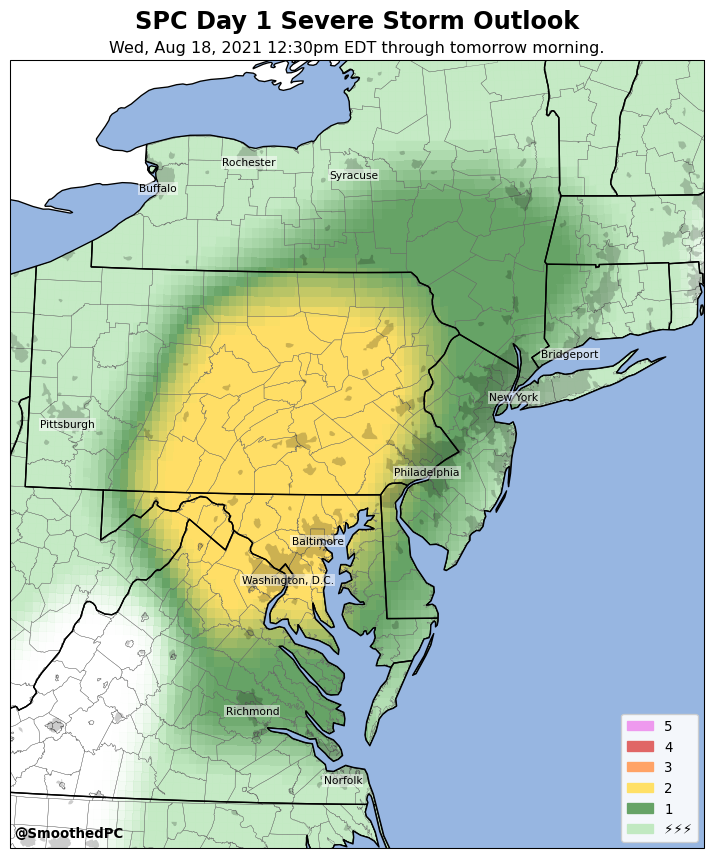 SPC Day 1 Severe Storm Outlook
Wed, Aug 18, 2021 12:30pm EDT through tomorrow morning.
Rochester
Syracuse
Buffalo
Bridgeport
New York
Pittsburgh
Philadelphia
Baltimore
Washington, D.C.
Richmond
Norfolk
5
4
3
2
1
⚡⚡⚡
@SmoothedPC